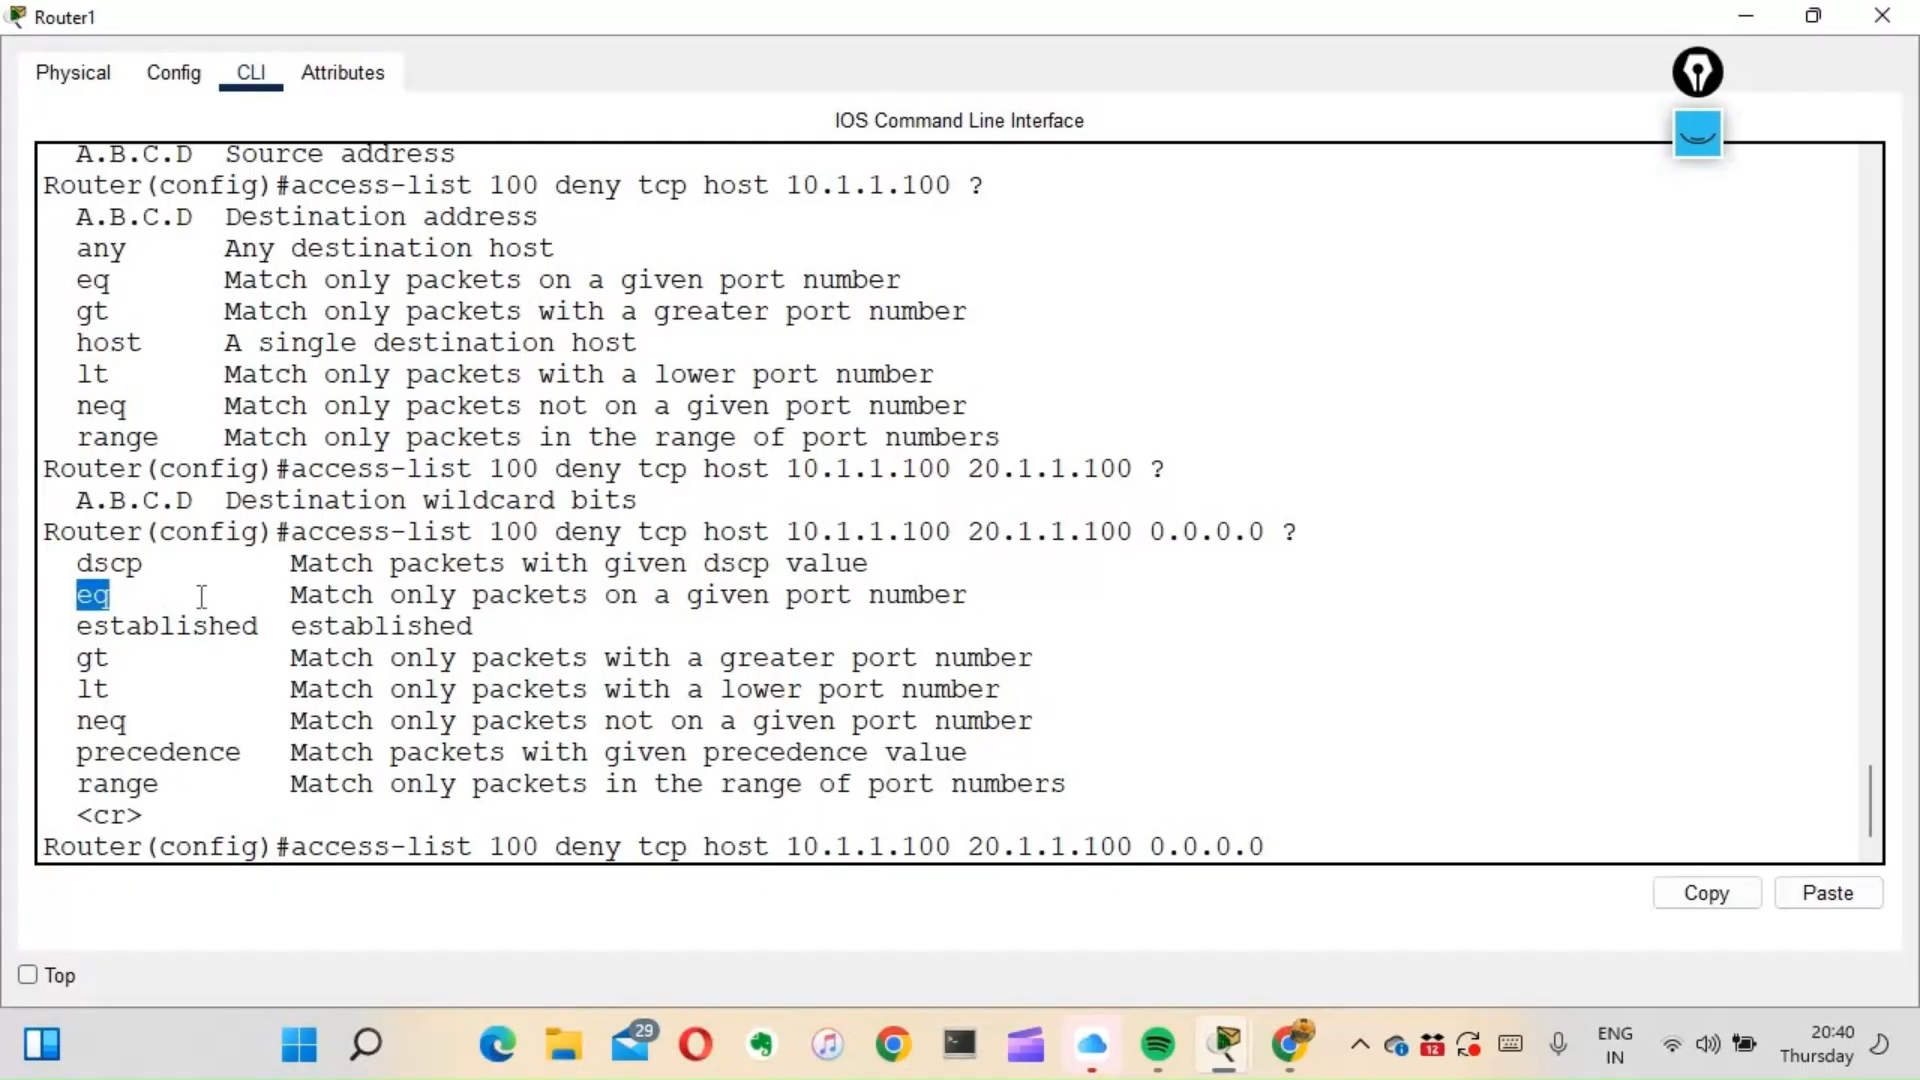 Router1
Physical Config CLI Attributes
IOS Command Line Interface
A.B.C.D Source address
Router(config)#access-list 100 deny tcp host 10.1.1.100 ?
A.B.C.D Destination address
any Any destination host
eq Match only packets on a given port number
gt Match only packets with a greater port number
host A single destination host
lt Match only packets with a lower port number
neq Match only packets not on a given port number
range Match only packets in the range of port numbers
Router(config)#access-list 100 deny tcp host 10.1.1.100 20.1.1.100 ?
A.B.C.D Destination wildcard bits
Router(config)#access-list 100 deny tcp host 10.1.1.100 20.1.1.100 0.0.0.0 ?
dscp Match packets with given dscp value
eq Match only packets on a given port number
established established
gt Match only packets with a greater port number
lt Match only packets with a lower port number
neq Match only packets not on a given port number
precedence Match packets with given precedence value
range Match only packets in the range of port numbers
<cr>
Router(config)#access-list 100 deny tcp host 10.1.1.100 20.1.1.100 0.0.0.0
Copy Paste
Top
29
12
ENG
IN
20:40
Thursday